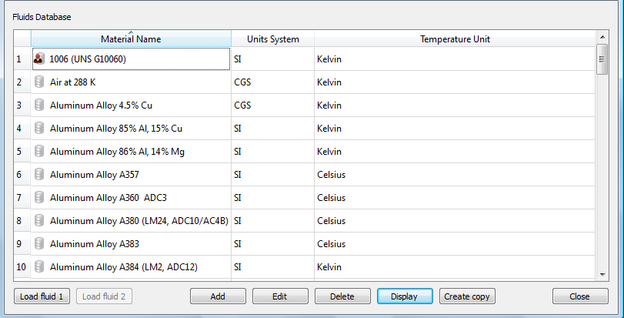 Fluids Database
Material Name Units System Temperature Unit
1 1006 (UNS G10060) SI Kelvin
2 Air at 288 K CGS Kelvin
3 Aluminum Alloy 4.5% Cu CGS Kelvin
4 Aluminum Alloy 85% Al, 15% Cu SI Kelvin
5 Aluminum Alloy 86% Al, 14% Mg SI Kelvin
6 Aluminum Alloy A357 SI Celsius
7 Aluminum Alloy A360 ADC3 SI Celsius
8 Aluminum Alloy A380 (LM24, ADC10/AC4B) SI Celsius
9 Aluminum Alloy A383 SI Celsius
10 Aluminum Alloy A384 (LM2, ADC12) SI Kelvin
Load fluid 1 Load fluid 2 Add Edit Delete Display Create copy Close